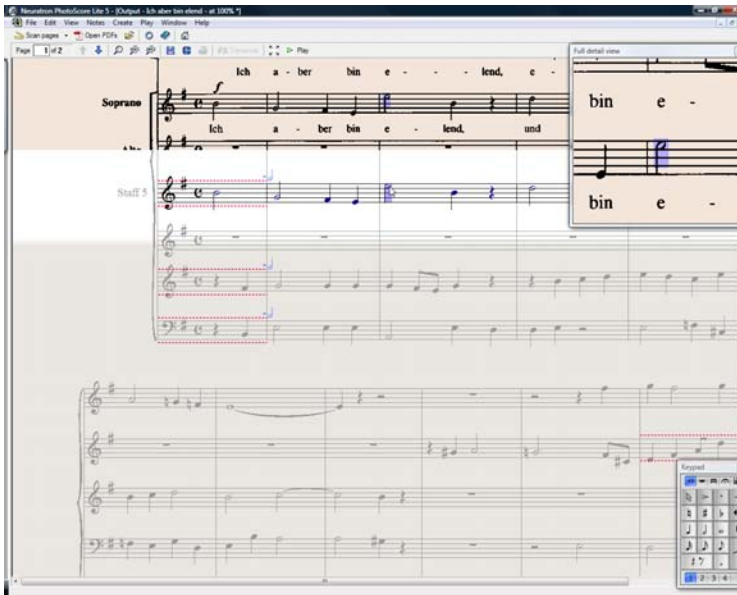 Neuratron PhotoScore Lite 5 - [Output - Ich aber bin elend - at 100% *]
File Edit View Notes Create Play Window Help
Scan pages Open PDFs
Page 1 of 2 Play
Full detail view
Ich a - ber bin e - - - lend, e -
Soprano
Ich a - ber bin e - lend, und
bin e -
Staff 5
bin e -
Keypad
1 2 3 4